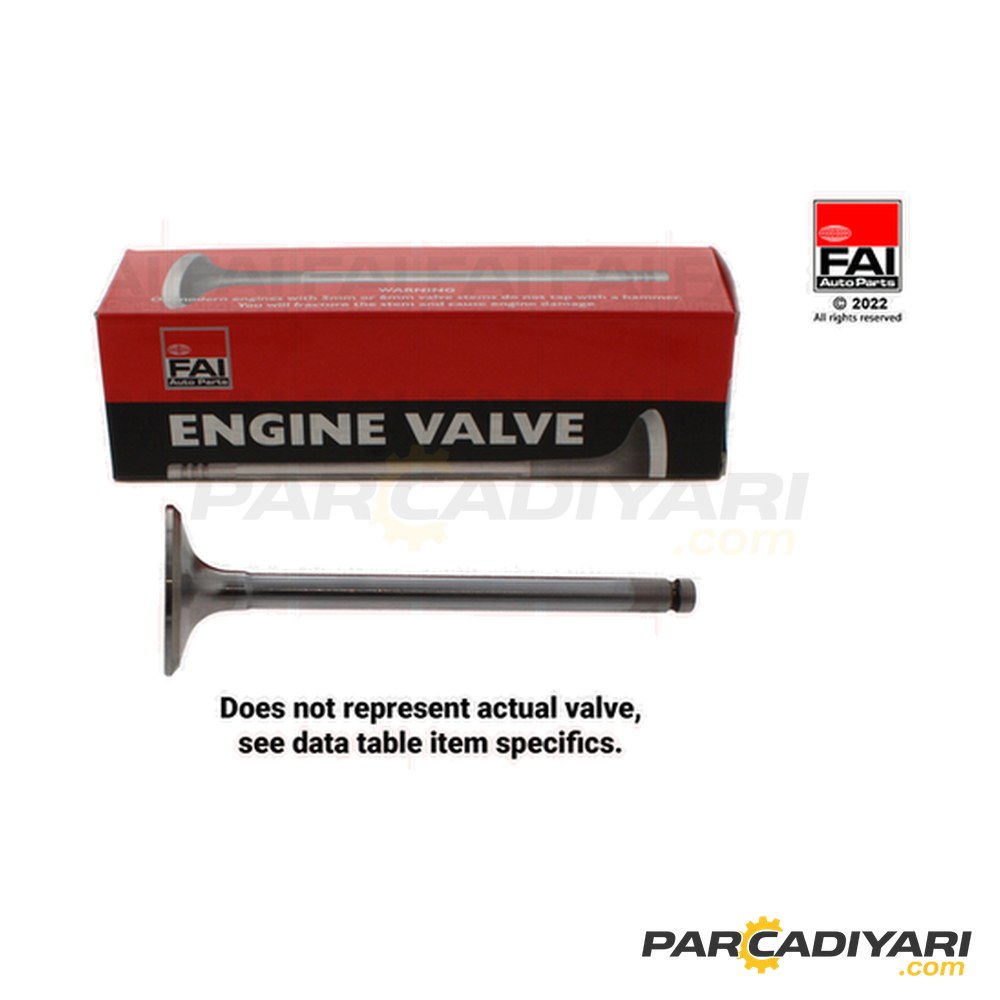 WARNING
On modern engines with 5mm or 6mm valve stems do not tap with a hammer.
You will fracture the stem and cause engine damage
FAI
Auto Parts
ENGINE VALVE
FAI
Auto Parts
© 2022
All rights reserved
PARCADIYARI
.com
Does not represent actual valve,
see data table item specifics.
PARCADIYARI
.com